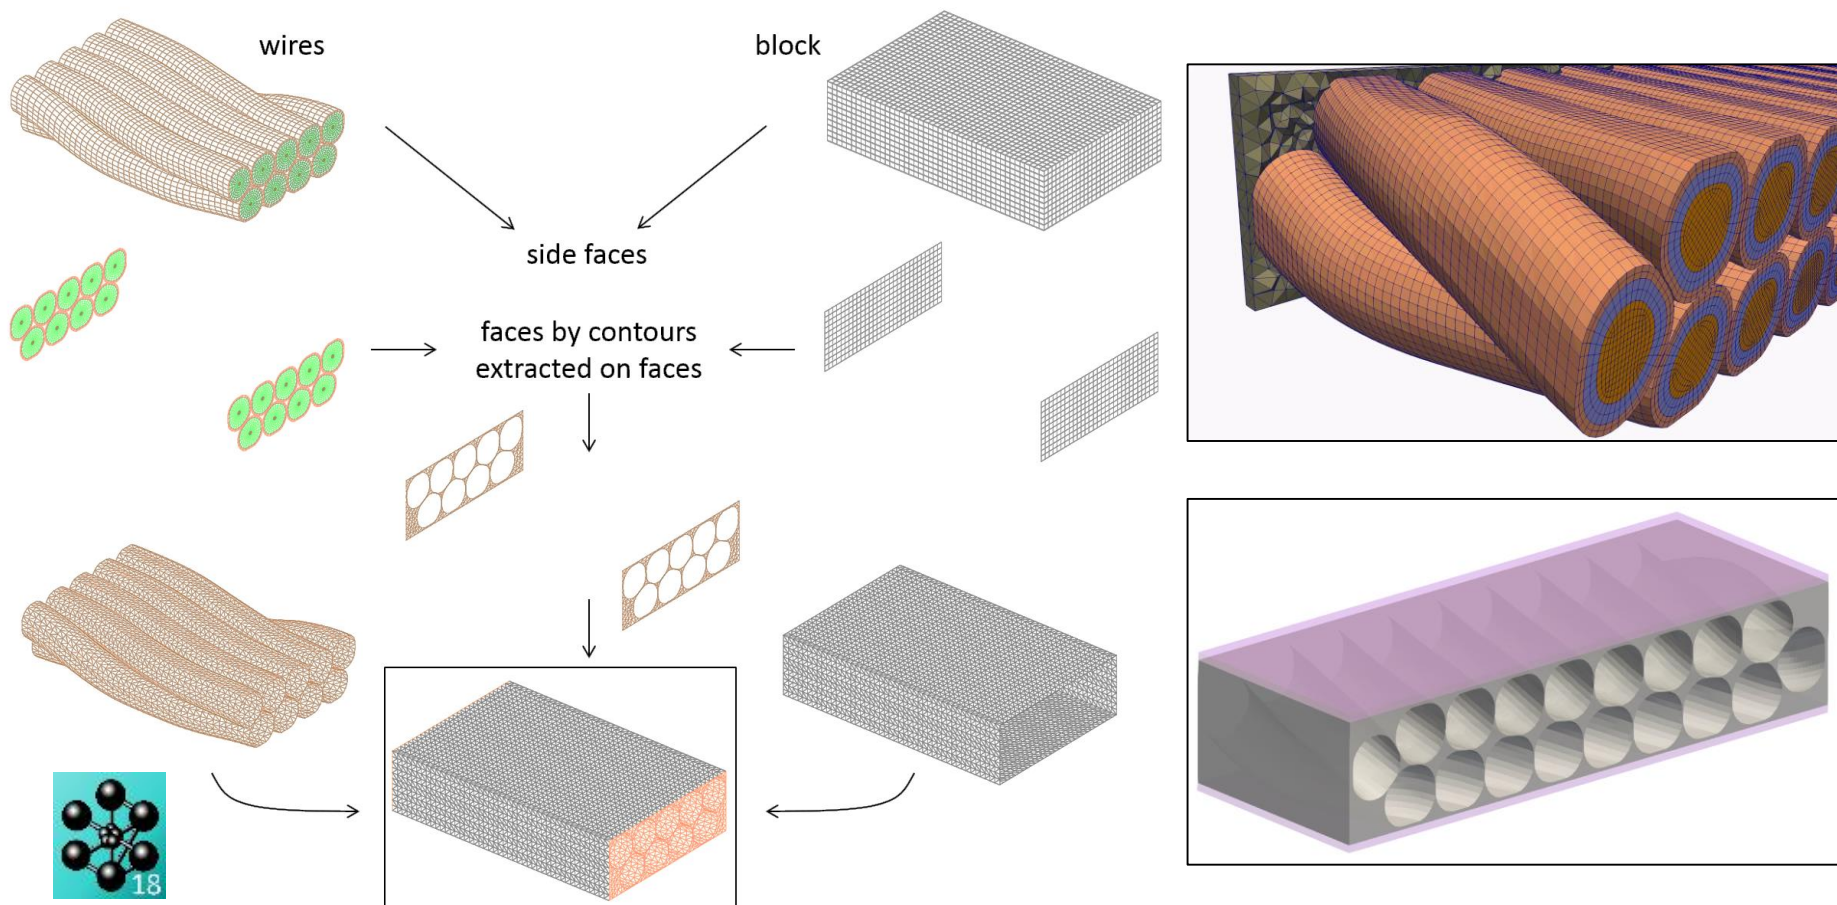 wires
block
side faces
faces by contours
extracted on faces
18